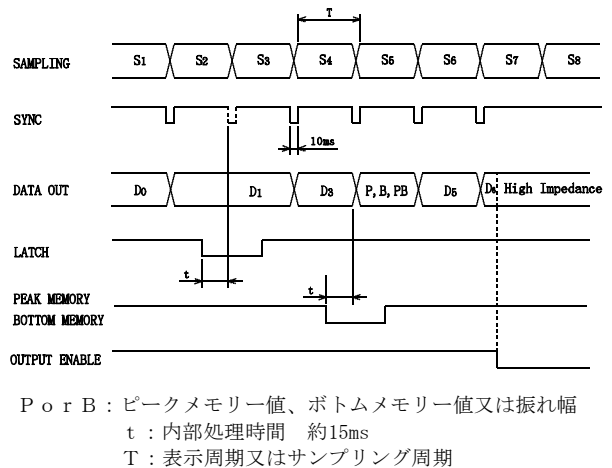 T
SAMPLING S1 S2 S3 S4 S5 S6 S7 S8
SYNC
10ms
DATA OUT D0 D1 D3 P,B,PB D5 D6 High Impedance
LATCH
t
t
PEAK MEMORY
BOTTOM MEMORY
OUTPUT ENABLE
PorB：ピークメモリー値、ボトムメモリー値又は振れ幅
t：内部処理時間　約15ms
T：表示周期又はサンプリング周期